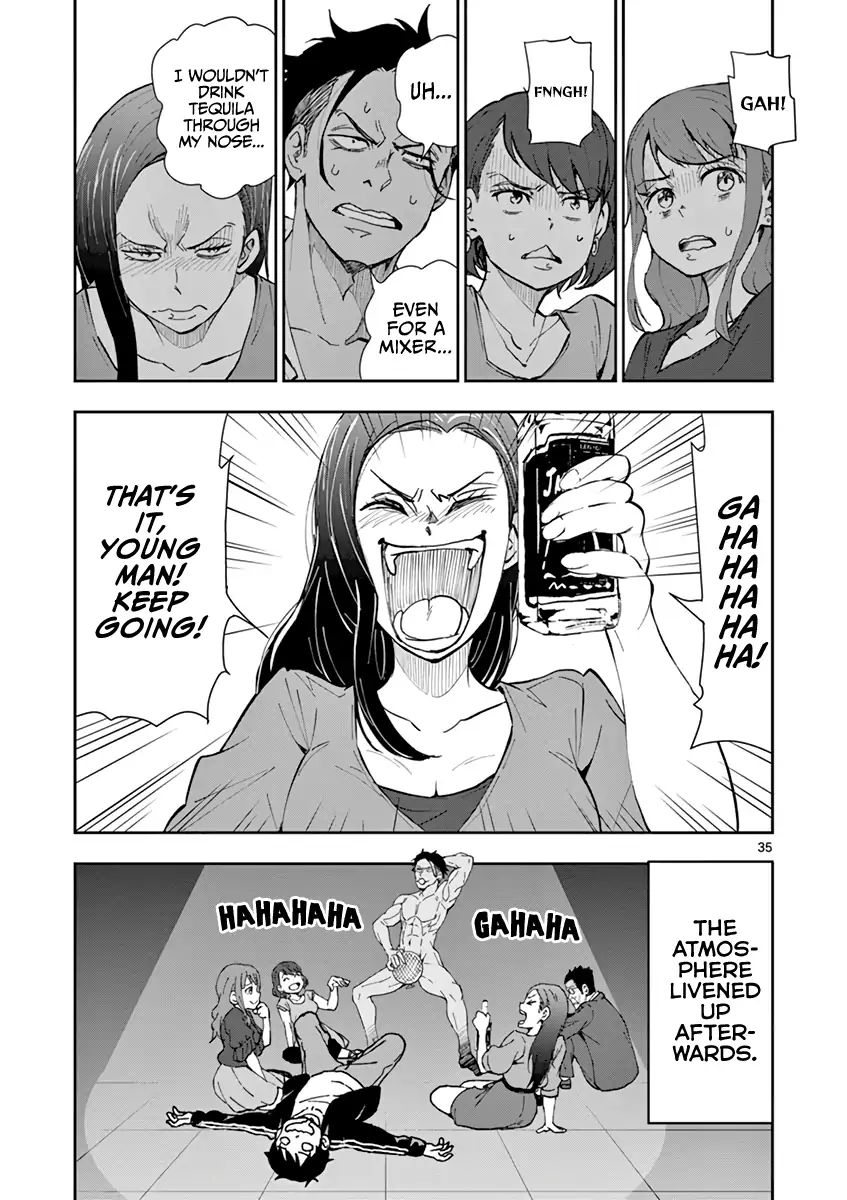 GAH!
FNNGH!
UH...
EVEN
FOR A
MIXER...
I WOULDN'T
DRINK
TEQUILA
THROUGH
MY NOSE...
GA
HA
HA
HA
HA
HA!
THAT'S
IT,
YOUNG
MAN!
KEEP
GOING!
35
THE
ATMOS-
PHERE
LIVENED
UP
AFTER-
WARDS.
GAHAHA
HAHAHAHA